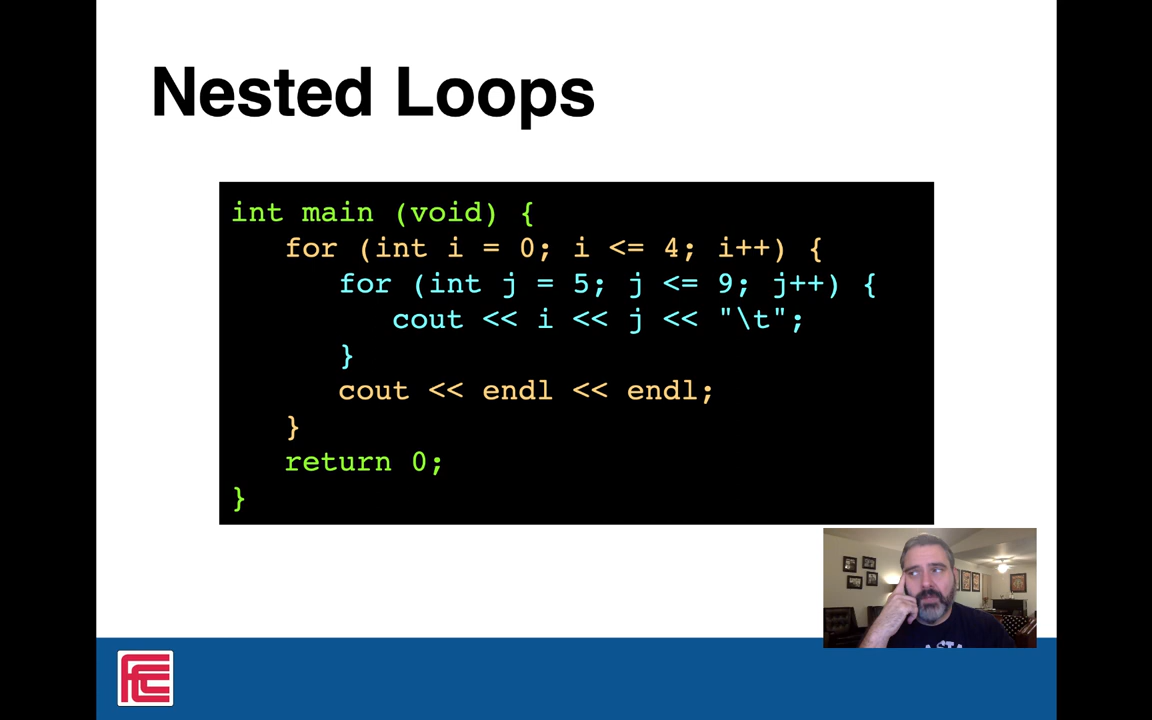 Nested Loops
int main (void) {
for (int i = 0; i <= 4; i++) {
for (int j = 5; j <= 9; j++) {
cout << i << j << "\t";
}
cout << endl << endl;
}
return 0;
}
FCC